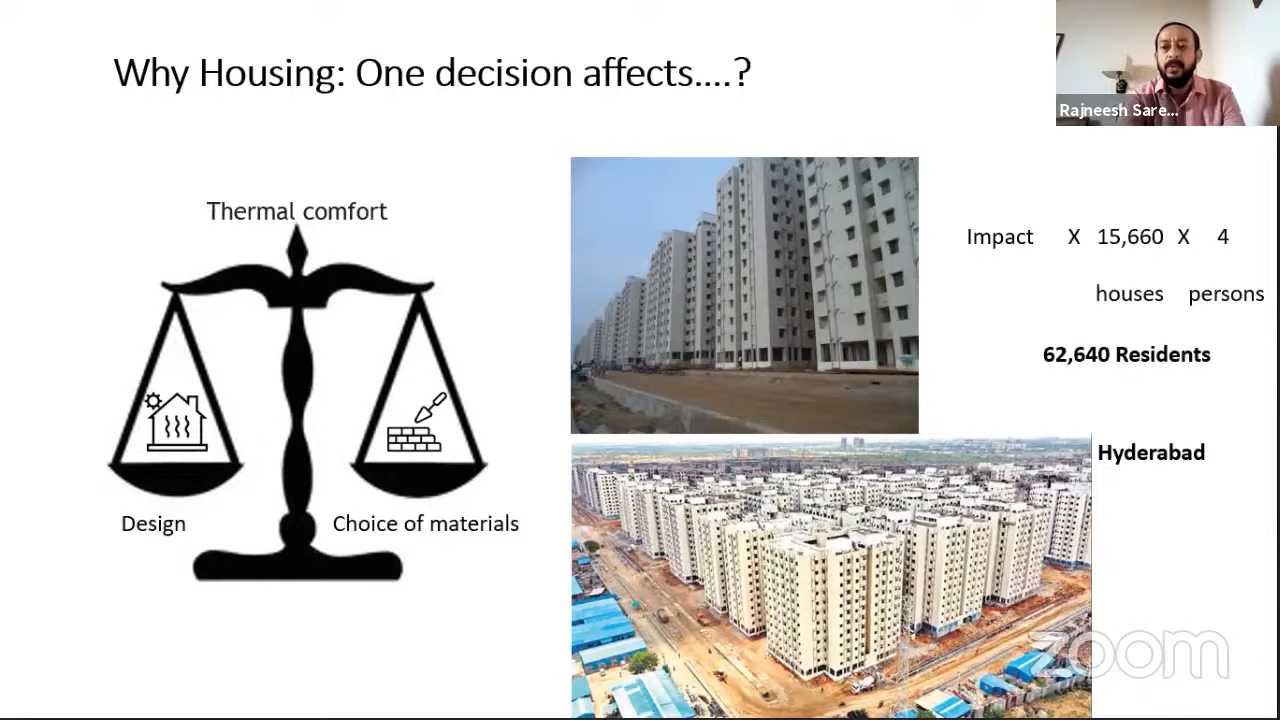 Why Housing: One decision affects....?
Rajneesh Sare...
Thermal comfort
Design
Choice of materials
Impact X 15,660 X 4
houses persons
62,640 Residents
Hyderabad
zoom